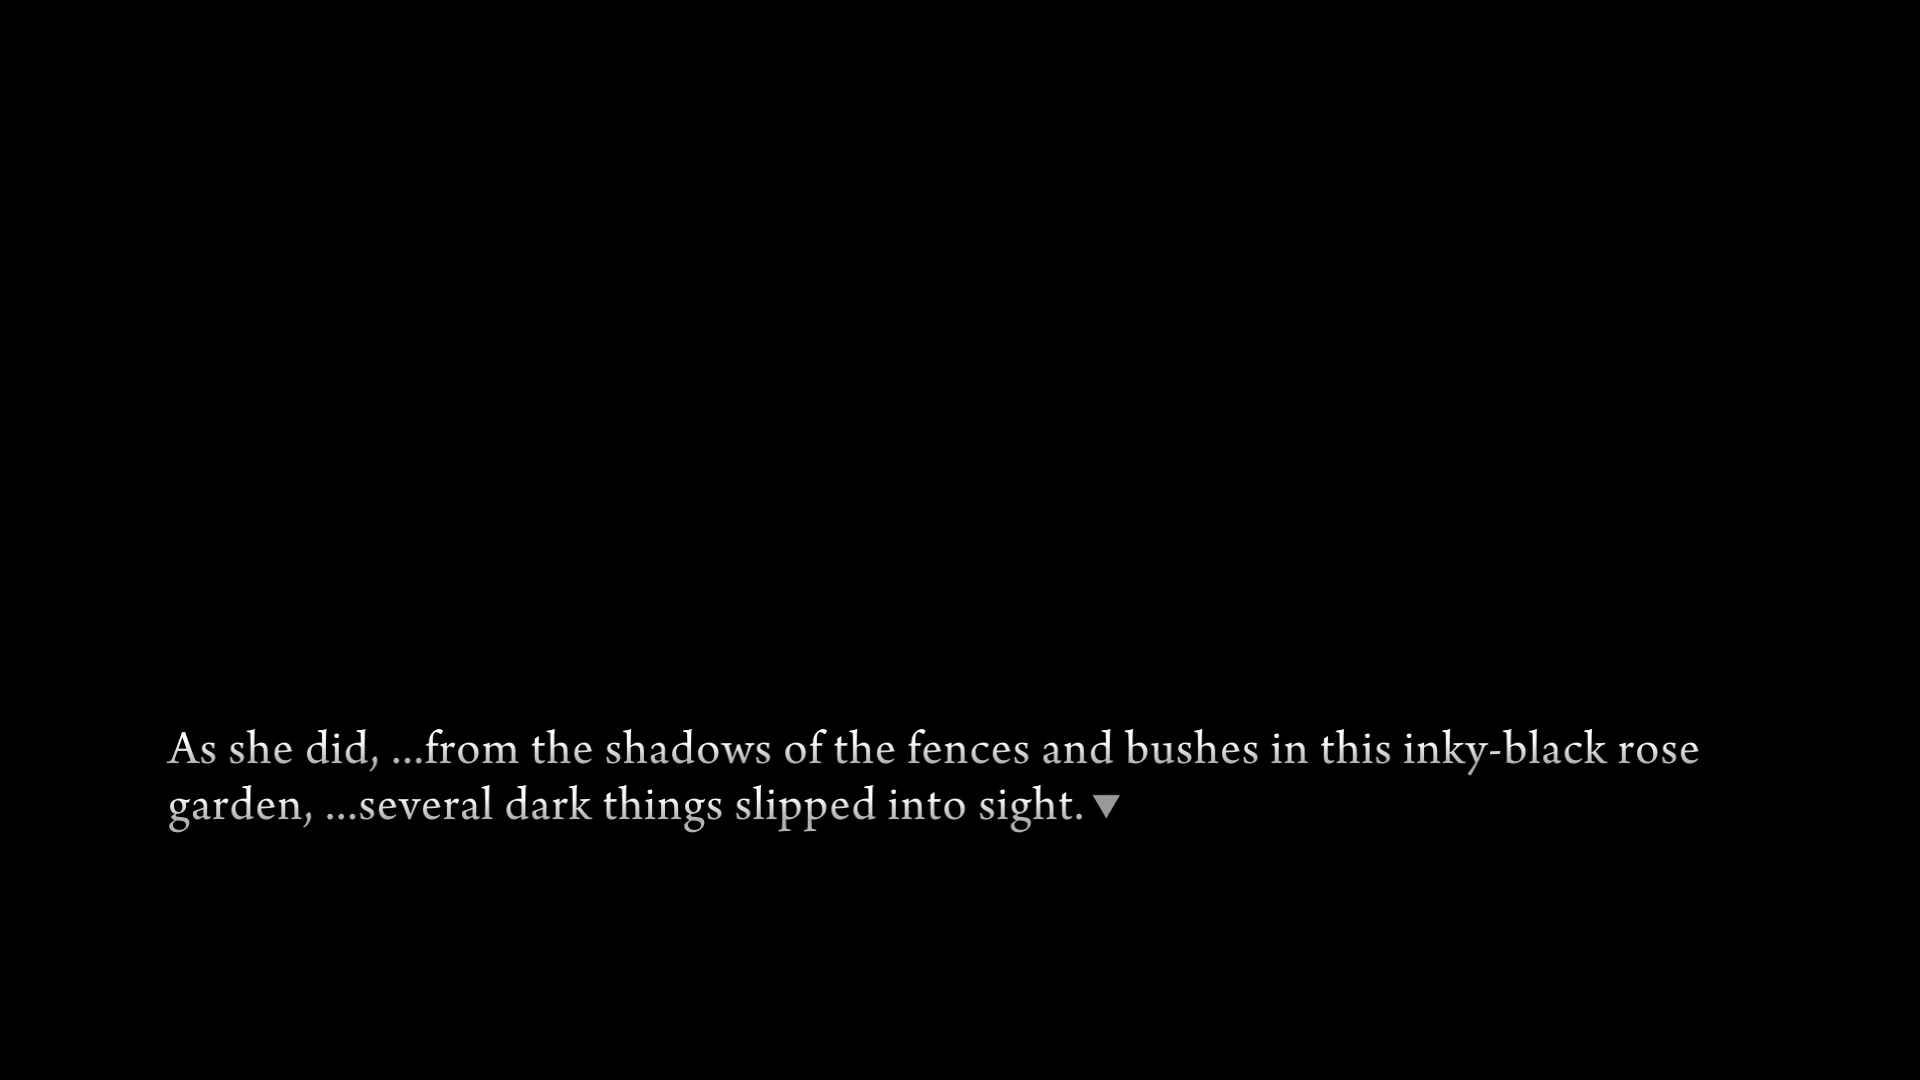 As she did, ...from the shadows of the fences and bushes in this inky-black rose
garden, ...several dark things slipped into sight.